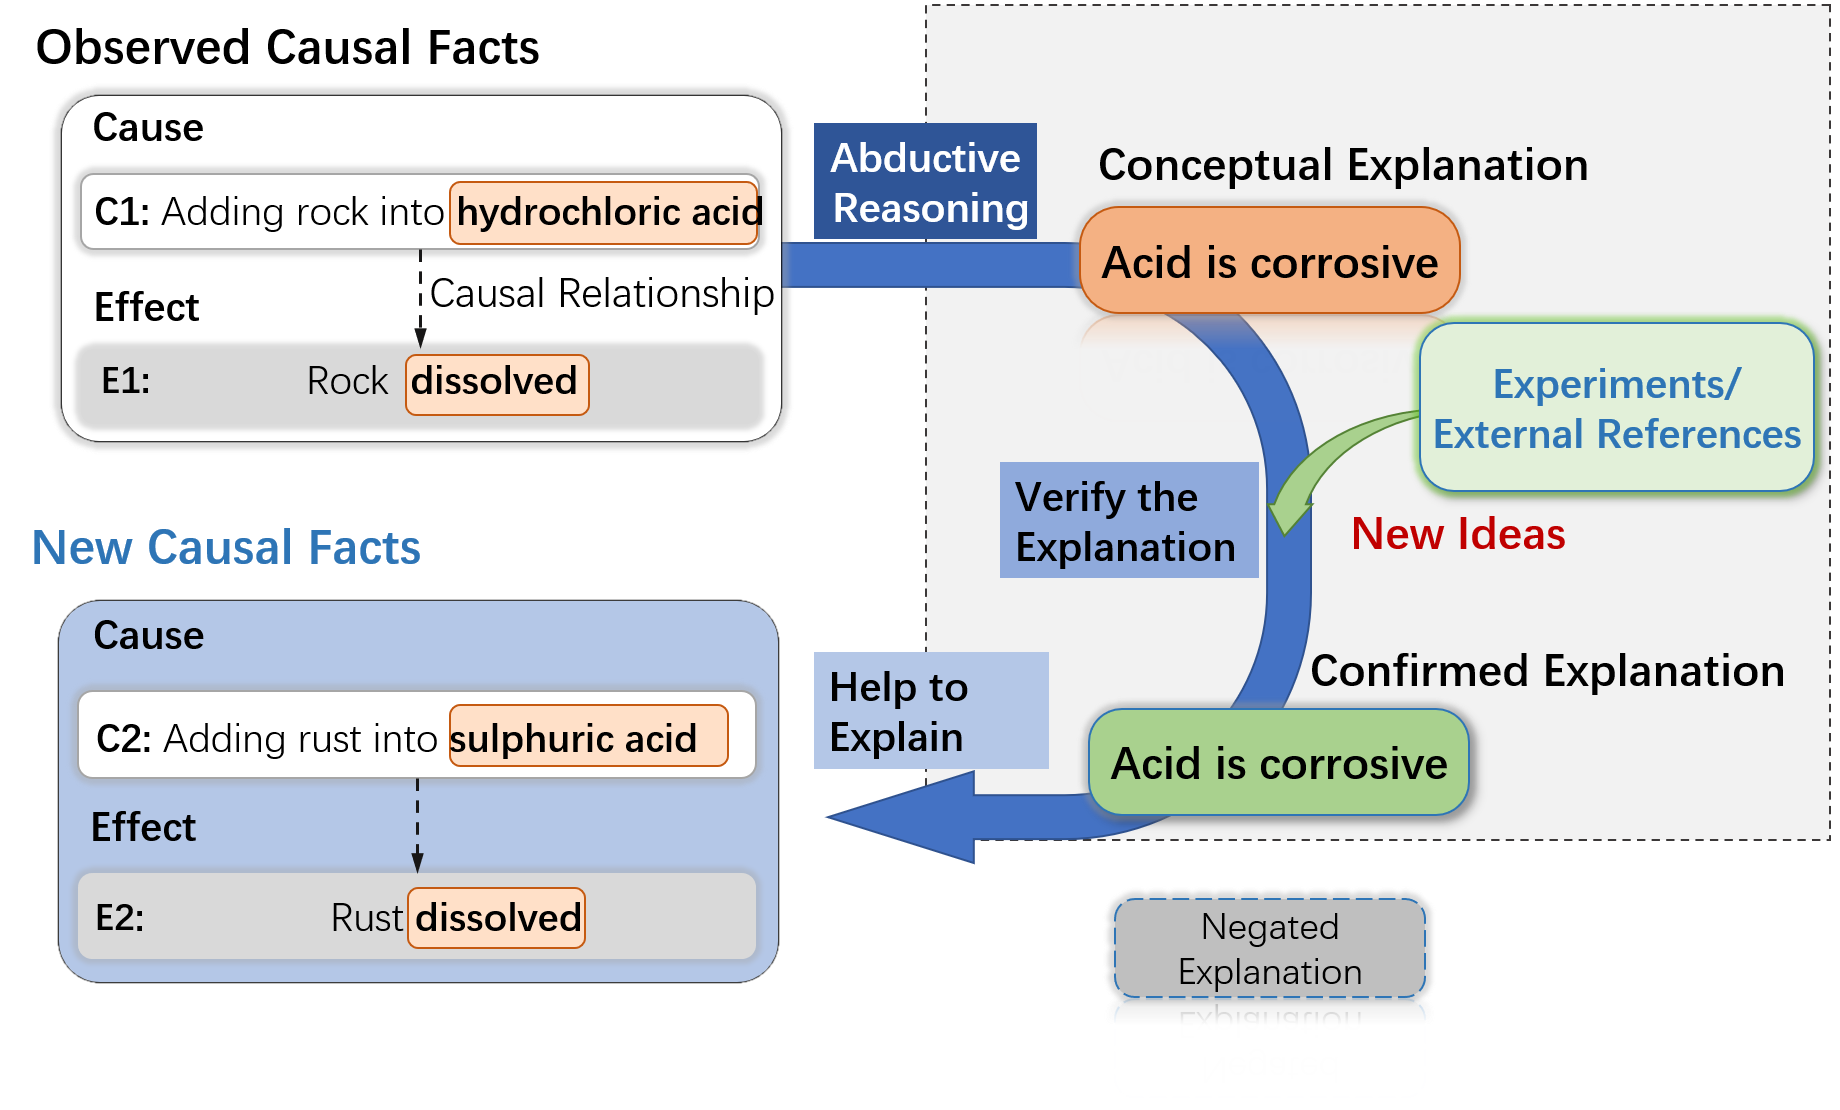 Observed Causal Facts
Cause
C1: Adding rock into hydrochloric acid
Causal Relationship
Effect
E1: Rock dissolved
Abductive
Reasoning
Conceptual Explanation
Acid is corrosive
Experiments/
External References
Verify the
Explanation
New Ideas
Confirmed Explanation
Acid is corrosive
Help to
Explain
New Causal Facts
Cause
C2: Adding rust into sulphuric acid
Effect
E2: Rust dissolved
Negated
Explanation